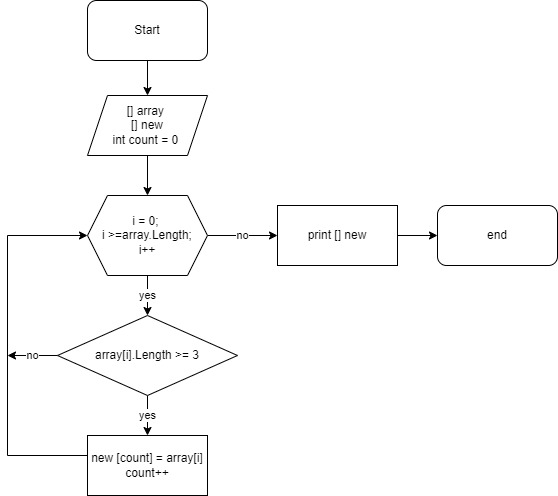 Start
[] array
[] new
int count = 0
i = 0;
i >=array.Length;
i++
no
print [] new
end
yes
array[i].Length >= 3
no
yes
new [count] = array[i]
count++